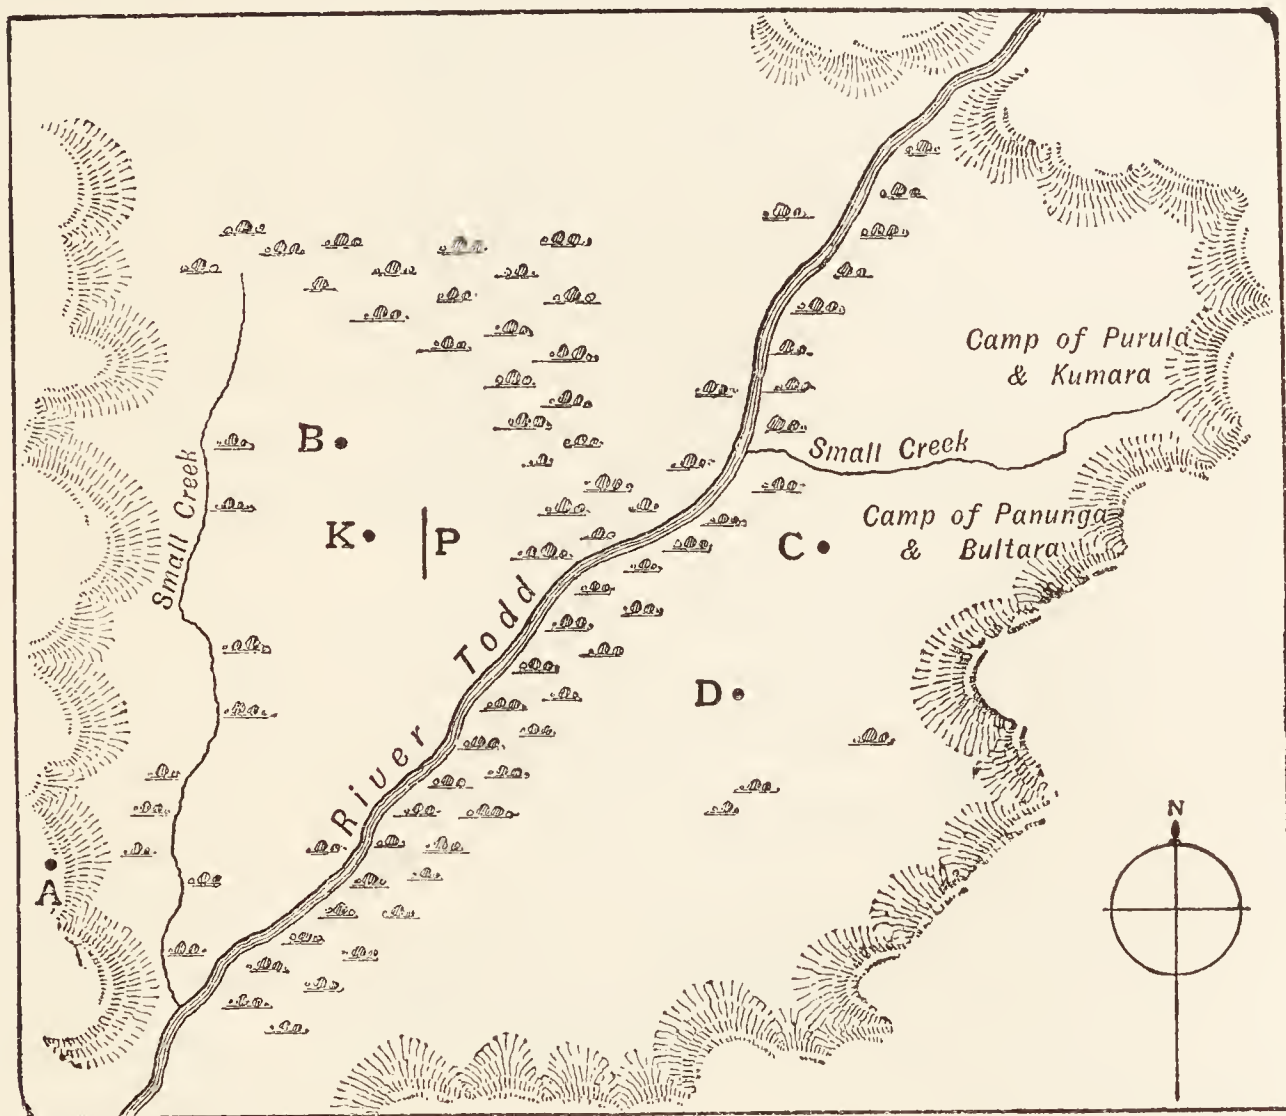 Camp of Purula
& Kumara
B
Small Creek
Small Creek
K
P
C
Camp of Panunga
& Bultara
River Todd
D
A
N